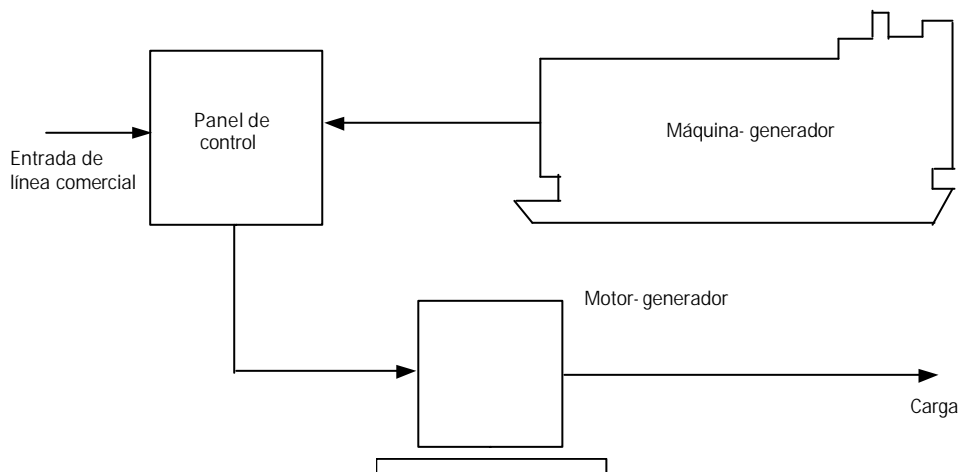 Panel de
control
Máquina- generador
Entrada de
línea comercial
Motor- generador
Carga